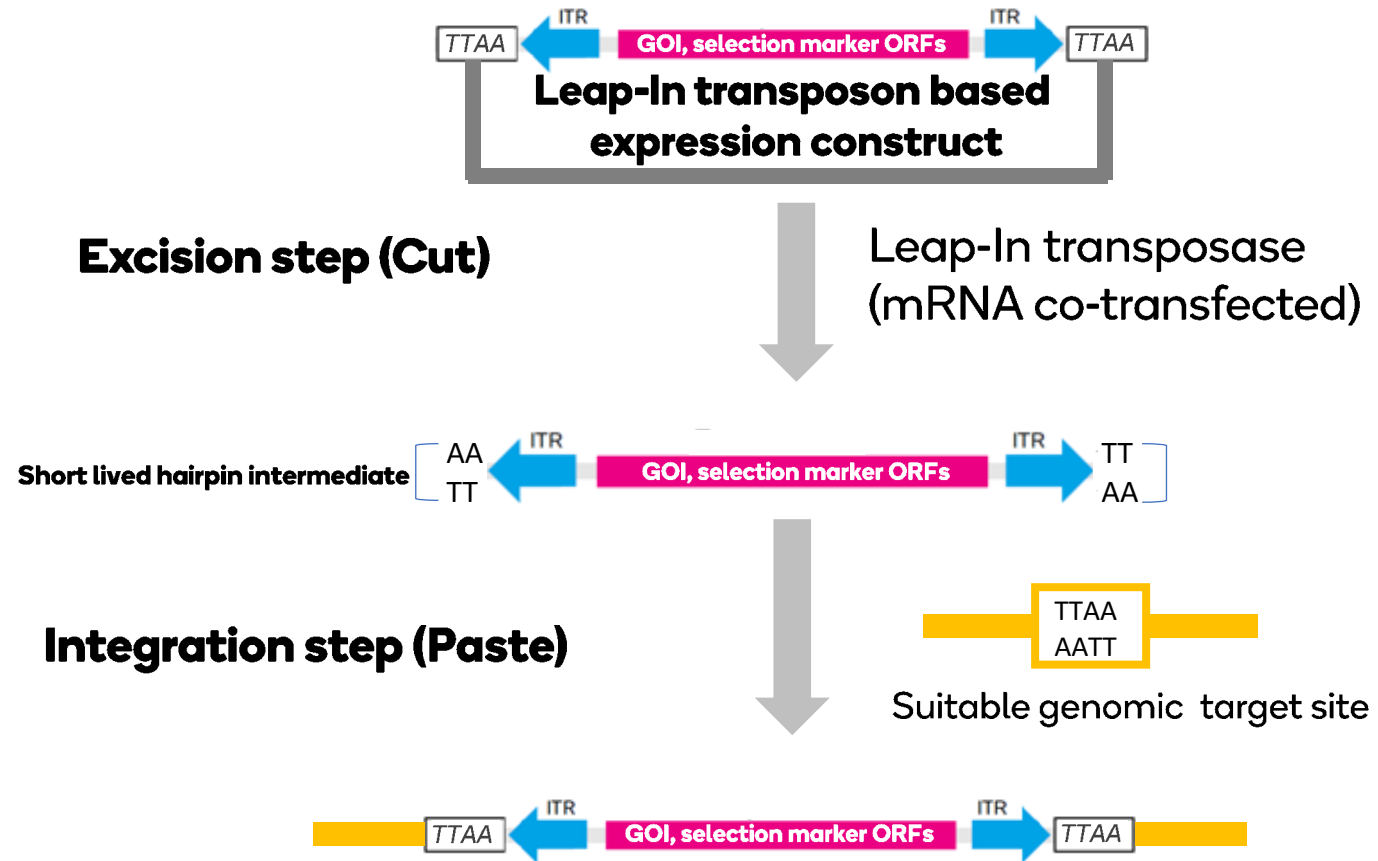 ITR ITR
TTAA GOI, selection marker ORFs TTAA
Leap-In transposon based
expression construct
Excision step (Cut)
Leap-In transposase
(mRNA co-transfected)
ITR ITR
Short lived hairpin intermediate
AA
TT
GOI, selection marker ORFs
TT
AA
Integration step (Paste)
TTAA
AATT
Suitable genomic target site
ITR ITR
TTAA GOI, selection marker ORFs TTAA